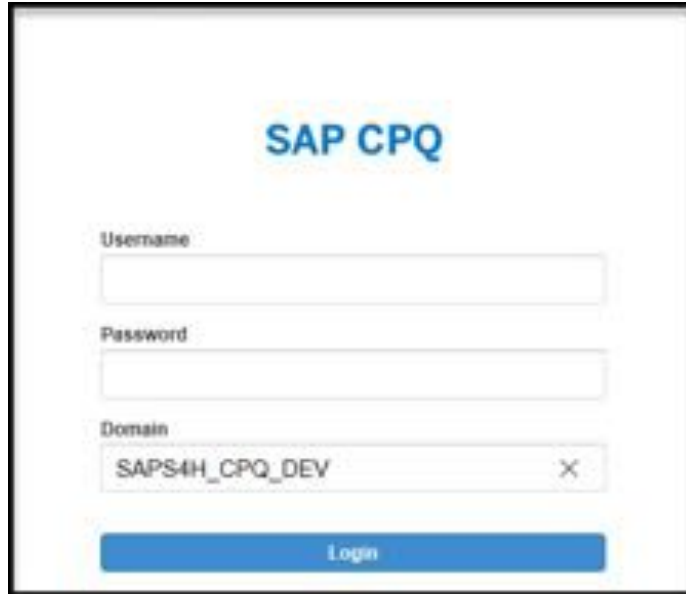 SAP CPQ
Username
Password
Domain
SAPS4H_CPQ_DEV
Login